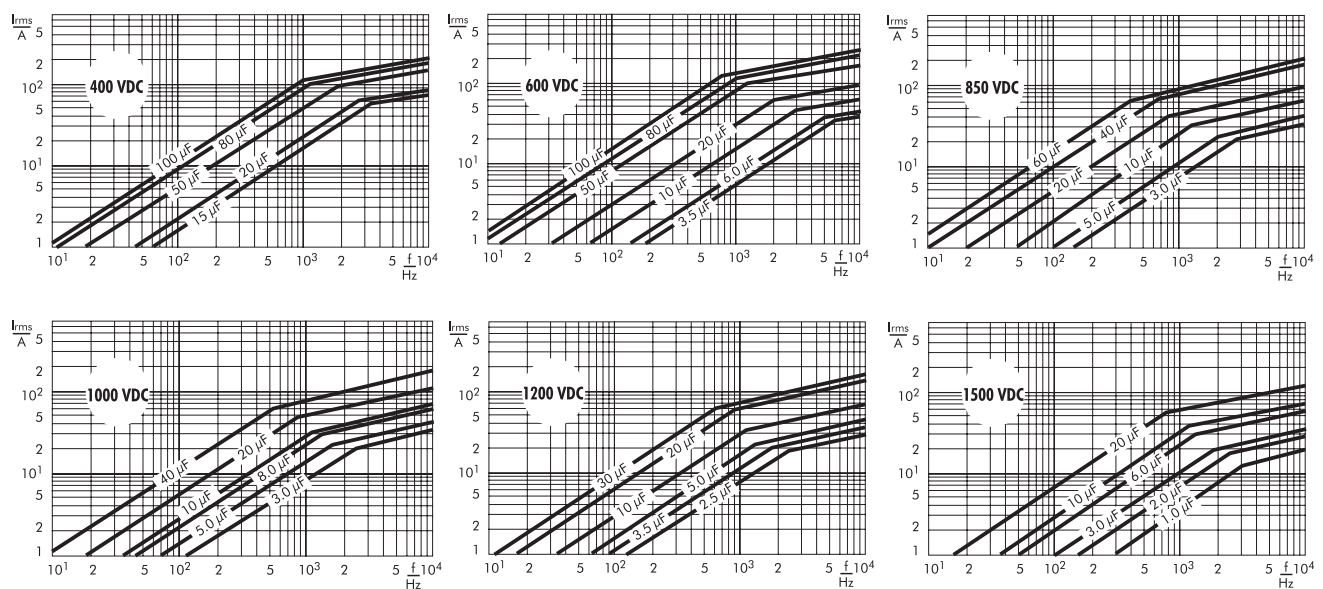 Irms/A 5 2 10² 5 2 10¹ 5 2 1
400 VDC
100 µF
80 µF
50 µF
20 µF
15 µF
10¹ 2 5 10² 2 5 10³ 2 5 f/Hz 10⁴
Irms/A 5 2 10² 5 2 10¹ 5 2 1
600 VDC
100 µF
80 µF
50 µF
20 µF
10 µF
6.0 µF
3.5 µF
10¹ 2 5 10² 2 5 10³ 2 5 f/Hz 10⁴
Irms/A 5 2 10² 5 2 10¹ 5 2 1
850 VDC
60 µF
40 µF
20 µF
10 µF
5.0 µF
3.0 µF
10¹ 2 5 10² 2 5 10³ 2 5 f/Hz 10⁴
Irms/A 5 2 10² 5 2 10¹ 5 2 1
1000 VDC
40 µF
20 µF
10 µF
8.0 µF
5.0 µF
3.0 µF
10¹ 2 5 10² 2 5 10³ 2 5 f/Hz 10⁴
Irms/A 5 2 10² 5 2 10¹ 5 2 1
1200 VDC
30 µF
20 µF
10 µF
5.0 µF
3.5 µF
2.5 µF
10¹ 2 5 10² 2 5 10³ 2 5 f/Hz 10⁴
Irms/A 5 2 10² 5 2 10¹ 5 2 1
1500 VDC
20 µF
10 µF
6.0 µF
3.0 µF
2.0 µF
1.0 µF
10¹ 2 5 10² 2 5 10³ 2 5 f/Hz 10⁴